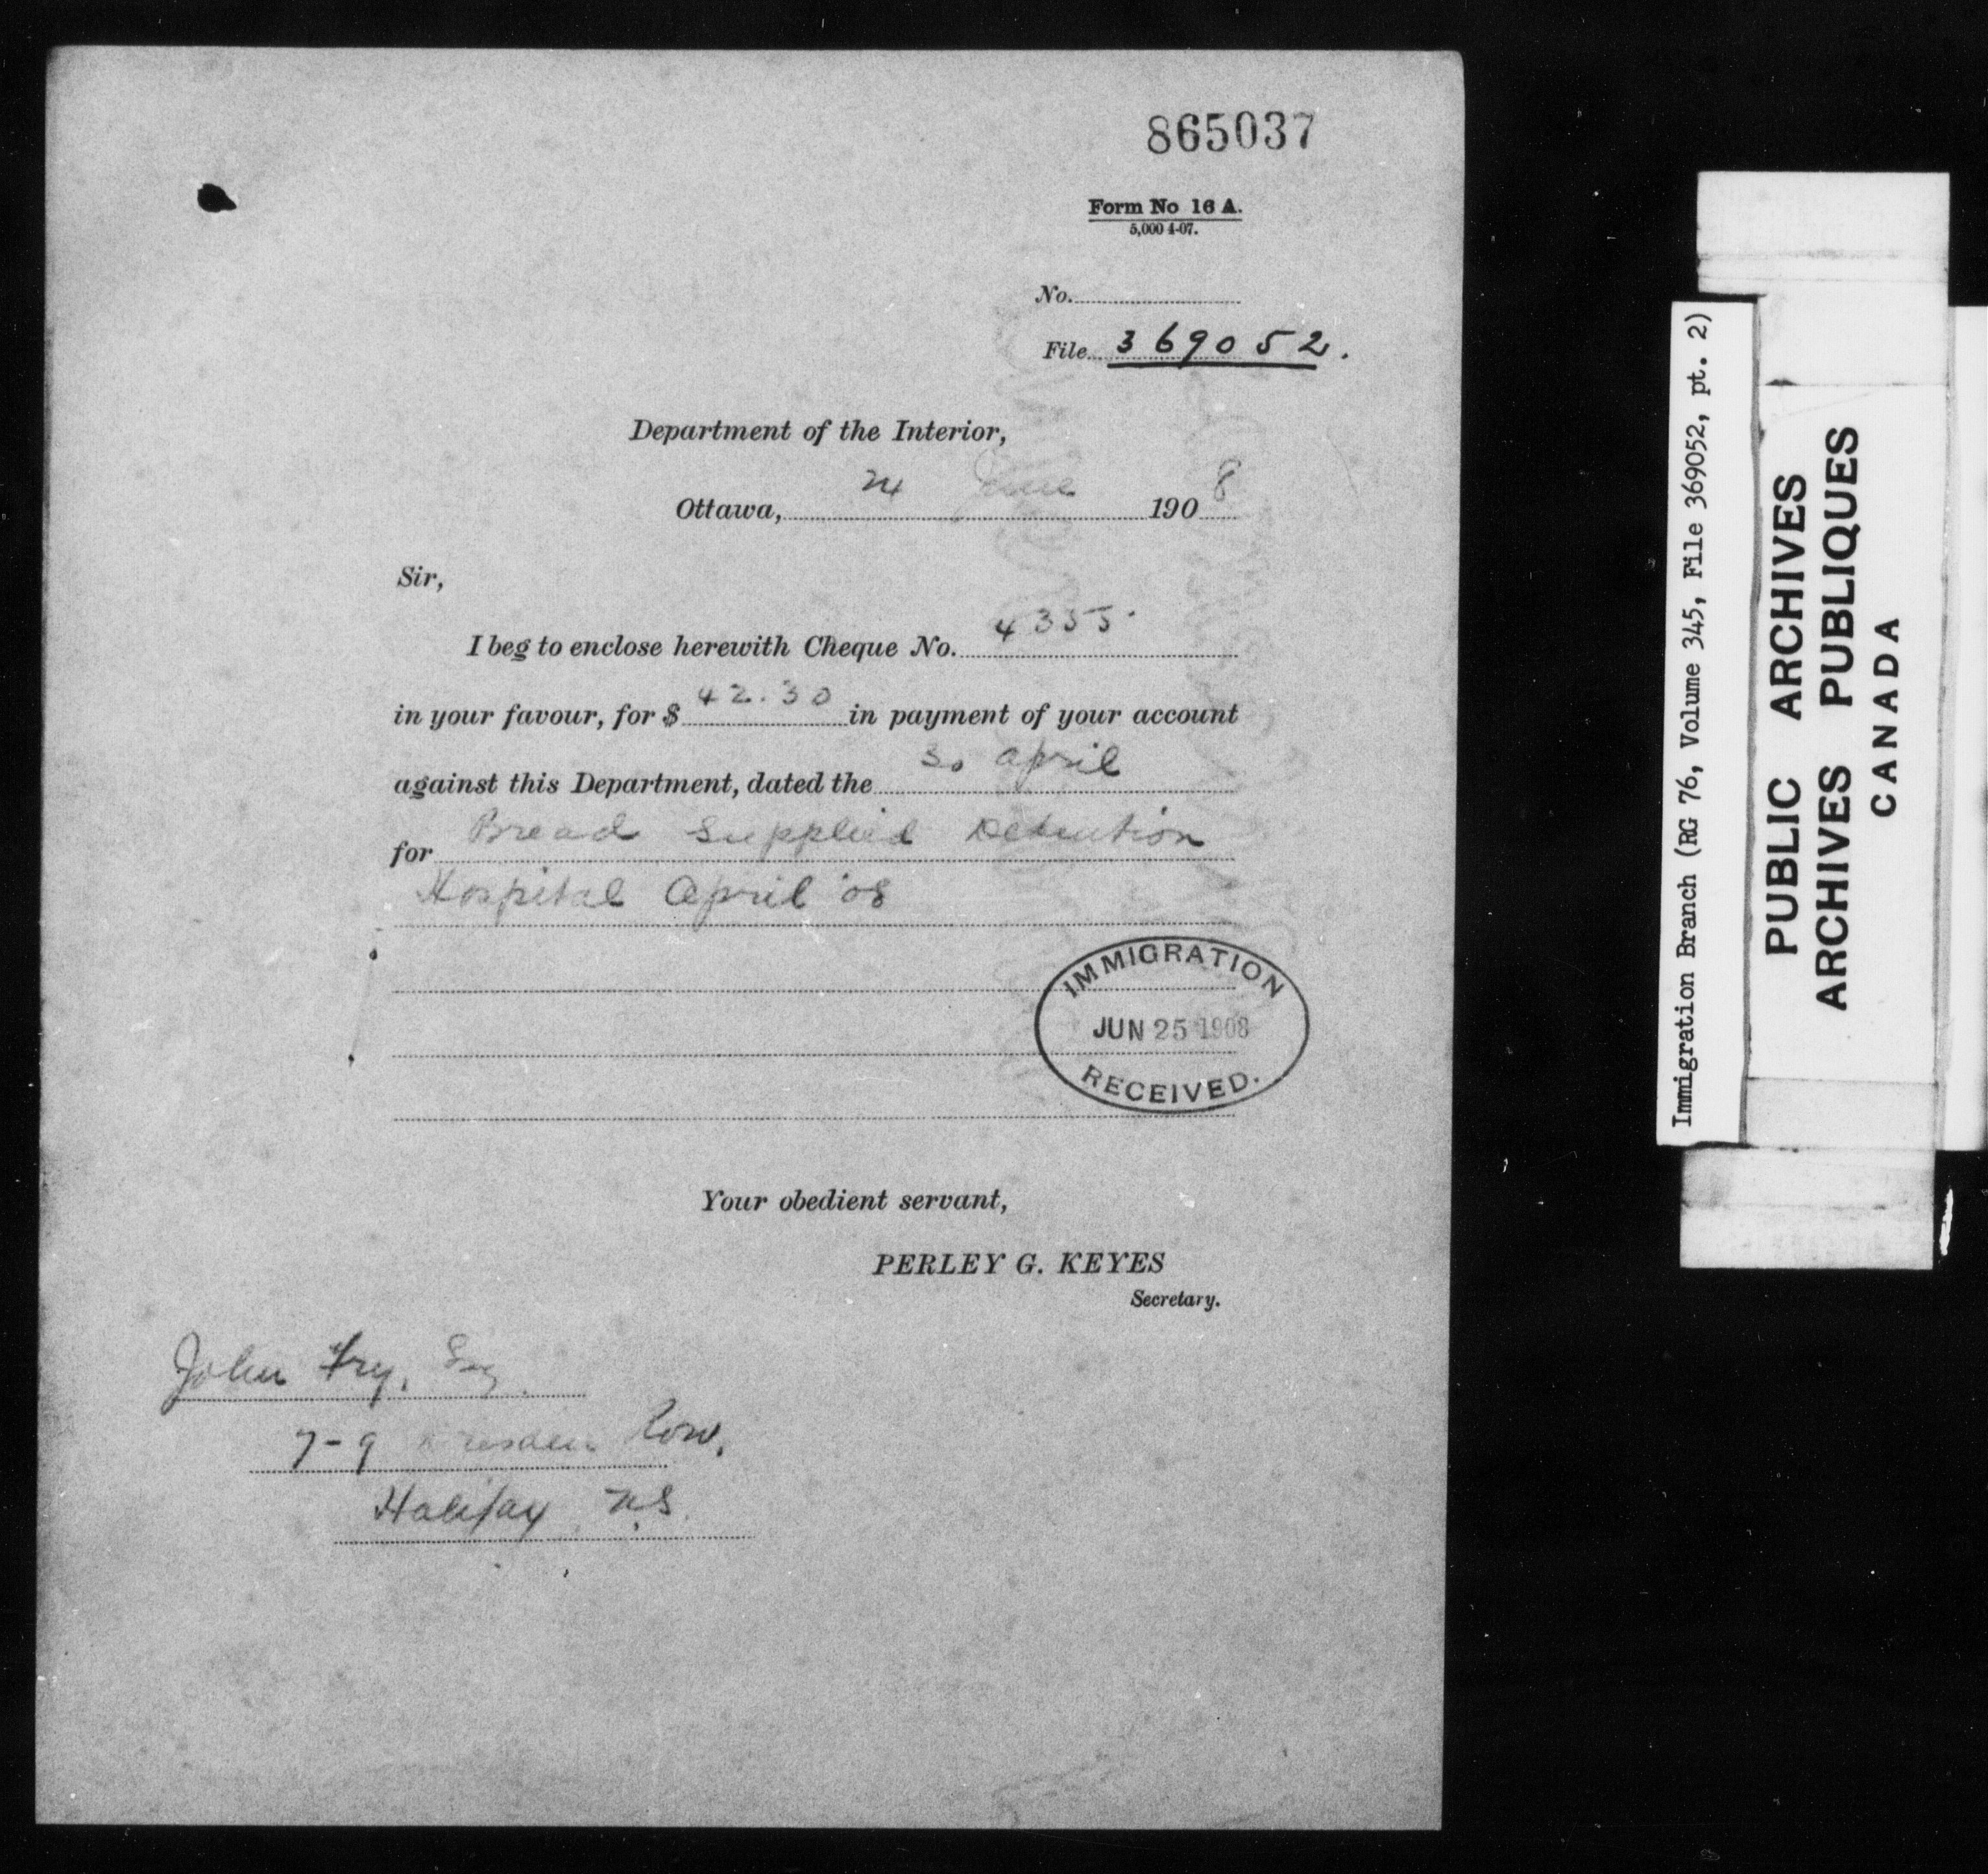 865037
Form No 16 A.
5,000 4-07.
No.
File 369052.
Department of the Interior,
Ottawa, 24 June 1908
Sir,
I beg to enclose herewith Cheque No. 4355.
in your favour, for $ 42.30 in payment of your account
against this Department, dated the 30 April
for Bread Supplied Detention
Hospital April '08
IMMIGRATION
JUN 25 1908
RECEIVED.
Your obedient servant,
PERLEY G. KEYES
Secretary.
John Fry, Esq.
7-9 Dresden Row,
Halifax N.S.
Immigration Branch (RG 76, Volume 345, File 369052, pt. 2)
PUBLIC ARCHIVES
ARCHIVES PUBLIQUES
CANADA